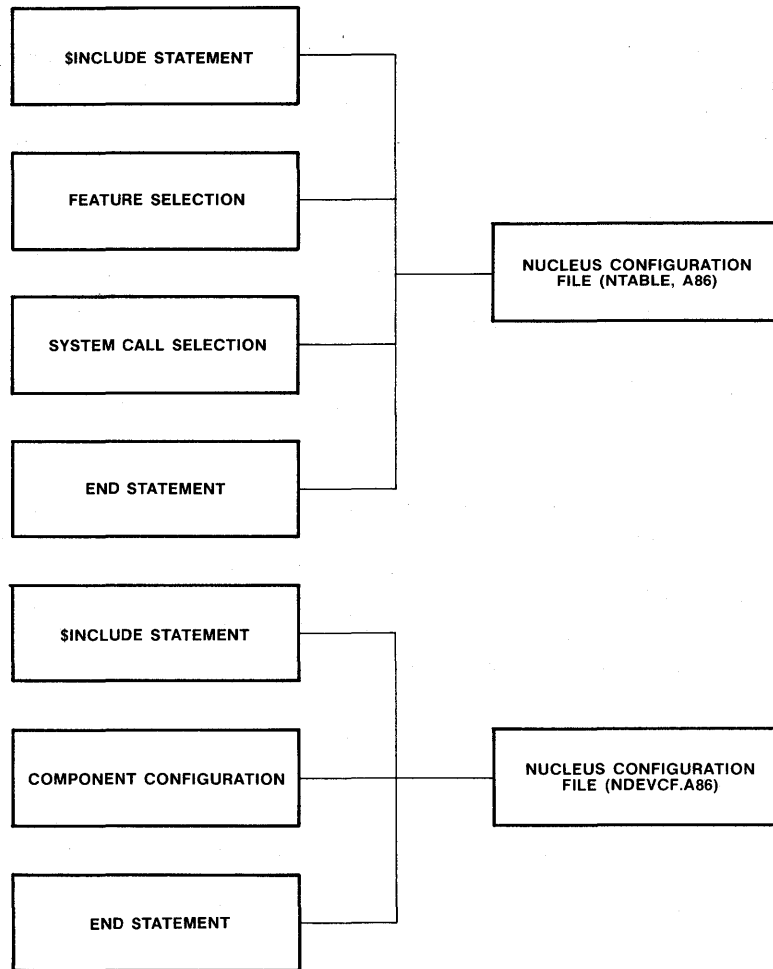 $INCLUDE STATEMENT
FEATURE SELECTION
NUCLEUS CONFIGURATION
FILE (NTABLE, A86)
SYSTEM CALL SELECTION
END STATEMENT
$INCLUDE STATEMENT
COMPONENT CONFIGURATION
NUCLEUS CONFIGURATION
FILE (NDEVCF.A86)
END STATEMENT